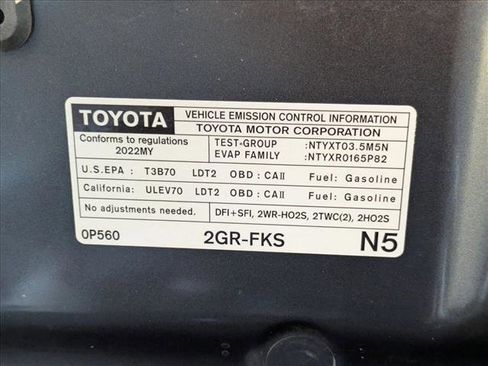 TOYOTA
VEHICLE EMISSION CONTROL INFORMATION
TOYOTA MOTOR CORPORATION
Conforms to regulations
2022MY
TEST-GROUP :NTYXT03.5M5N
EVAP FAMILY :NTYXR0165P82
U.S.EPA : T3B70 LDT2 OBD : CAII Fuel: Gasoline
California: ULEV70 LDT2 OBD : CAII Fuel: Gasoline
No adjustments needed.
DFI+SFI, 2WR-HO2S, 2TWC(2), 2HO2S
0P560 2GR-FKS N5